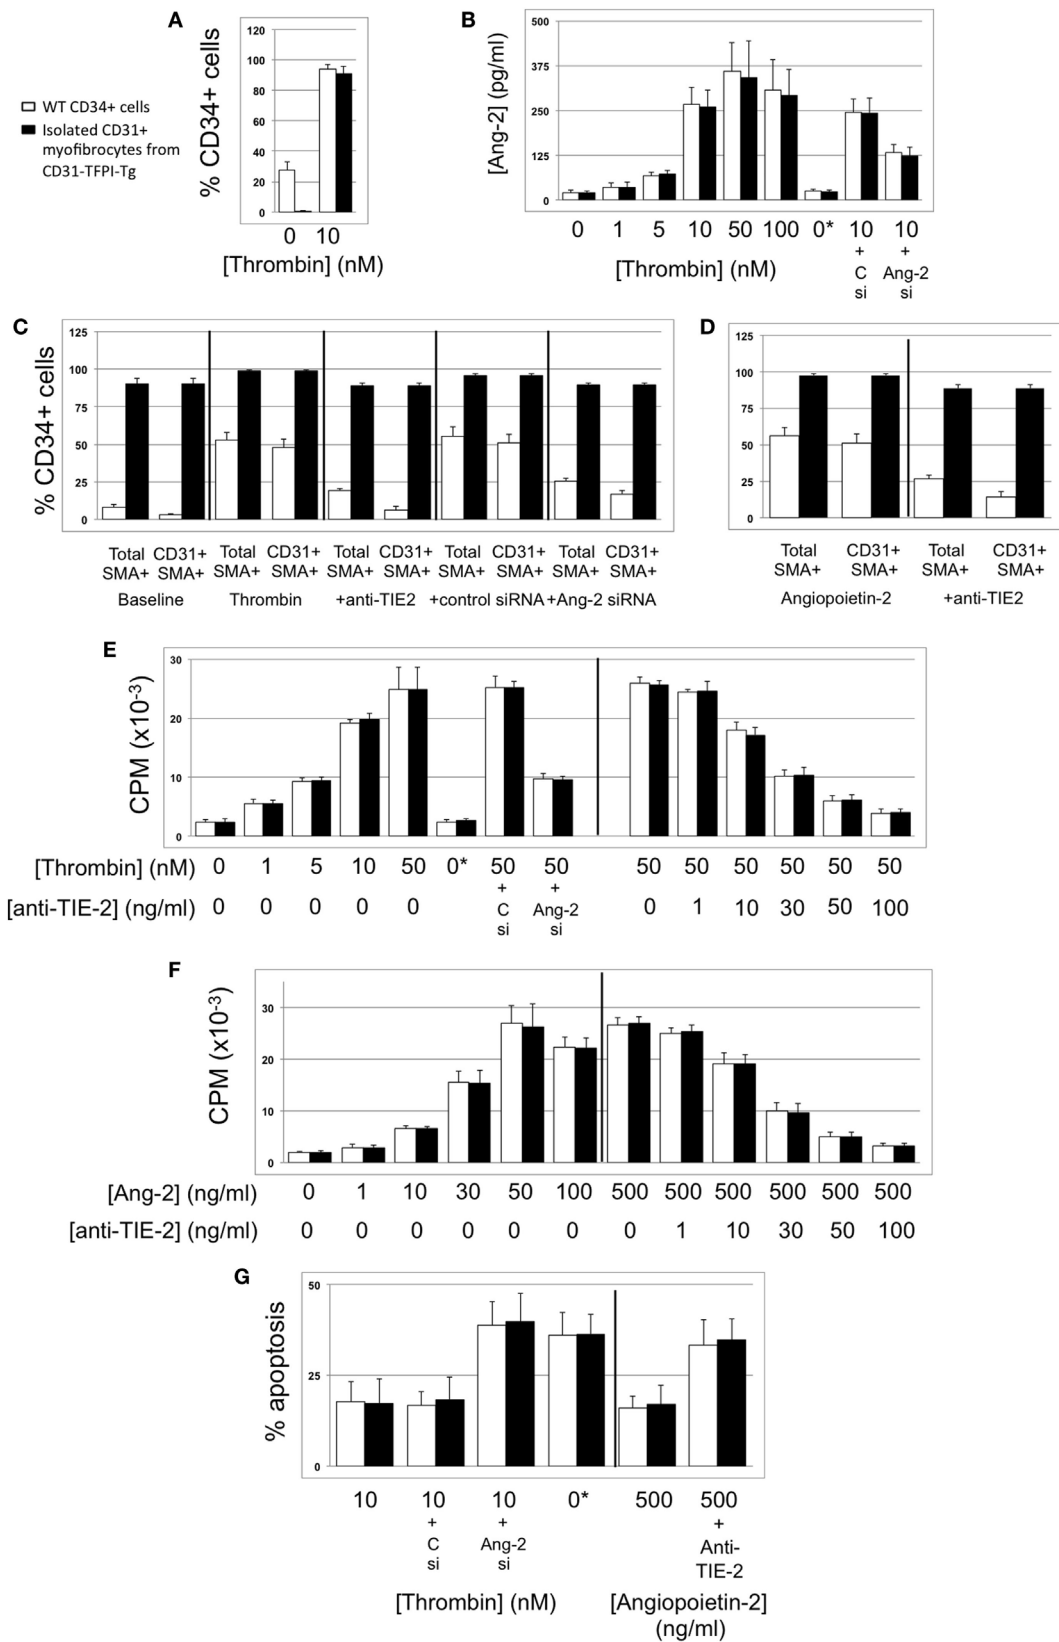 A
% CD34+ cells
120
100
80
60
40
20
0
0 10
[Thrombin] (nM)
WT CD34+ cells
Isolated CD31+
myofibrocytes from
CD31-TFPI-Tg
B
[Ang-2] (pg/ml)
500
375
250
125
0
0 1 5 10 50 100 0* 10 10
+ +
C Ang-2
si si
[Thrombin] (nM)
C
% CD34+ cells
125
100
75
50
25
0
Total CD31+ Total CD31+ Total CD31+ Total CD31+ Total CD31+
SMA+ SMA+ SMA+ SMA+ SMA+ SMA+ SMA+ SMA+ SMA+ SMA+
Baseline Thrombin +anti-TIE2 +control siRNA +Ang-2 siRNA
D
125
100
75
50
25
0
Total CD31+ Total CD31+
SMA+ SMA+ SMA+ SMA+
Angiopoietin-2 +anti-TIE2
E
CPM (x10-3)
30
20
10
0
[Thrombin] (nM) 0 1 5 10 50 0* 50 50 50 50 50 50 50 50
+ +
[anti-TIE-2] (ng/ml) 0 0 0 0 0 C Ang-2 0 1 10 30 50 100
si si
F
CPM (x10-3)
30
20
10
0
[Ang-2] (ng/ml) 0 1 10 30 50 100 500 500 500 500 500 500
[anti-TIE-2] (ng/ml) 0 0 0 0 0 0 0 1 10 30 50 100
G
% apoptosis
50
25
0
10 10 10 0* 500 500
+ + +
C Ang-2 Anti-
si si TIE-2
[Thrombin] (nM) [Angiopoietin-2]
(ng/ml)